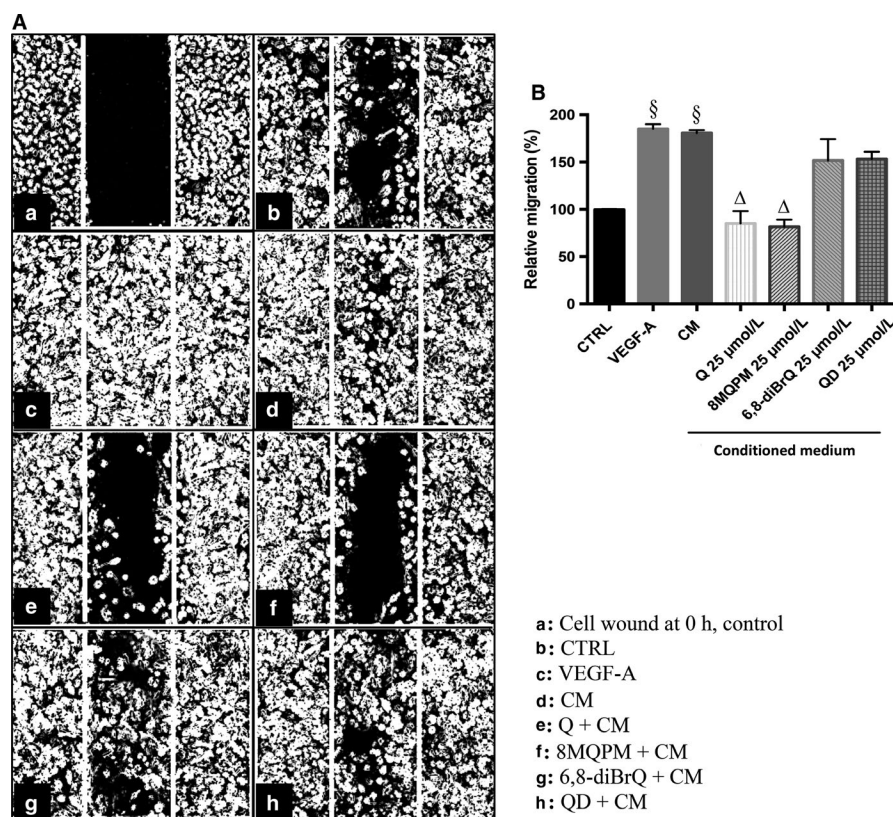 A
a
b
c
d
e
f
g
h
B
Relative migration (%)
200
150
100
50
0
§
§
Δ
Δ
CTRL
VEGF-A
CM
Q 25 μmol/L
8MQPM 25 μmol/L
6,8-diBrQ 25 μmol/L
QD 25 μmol/L
Conditioned medium
a: Cell wound at 0 h, control
b: CTRL
c: VEGF-A
d: CM
e: Q + CM
f: 8MQPM + CM
g: 6,8-diBrQ + CM
h: QD + CM